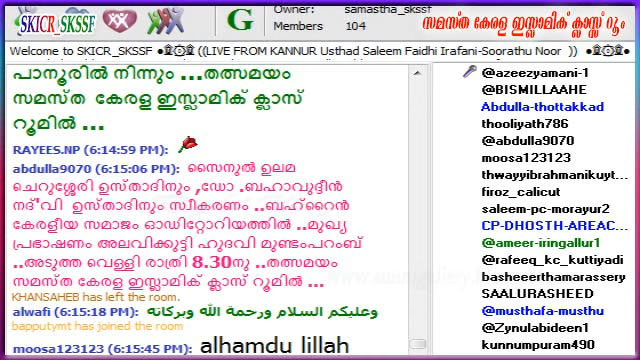 SKICR_SKSSF
Owner: samastha_skssf
Members 104
സമസ്ത കേരള ഇസ്ലാമിക് ക്ലാസ്സ് റൂം
Welcome to SKICR_SKSSF ●۩۞۩● ((LIVE FROM KANNUR Usthad Saleem Faidhi Irafani-Soorathu Noor )) ●۩۞۩●
പാനൂരില്‍ നിന്നും ...തത്സമയം
സമസ്ത കേരള ഇസ്ലാമിക് ക്ലാസ്
റൂമില്‍ ...
RAYEES.NP (6:14:59 PM):
abdulla9070 (6:15:06 PM): സൈനുല്‍ ഉലമ
ചെറുശ്ശേരി ഉസ്താദിനും ,ഡോ .ബഹാവുദ്ദീന്‍
നദ്'വി ഉസ്താദിനും സ്വീകരണം ..ബഹ്റൈന്‍
കേരളീയ സമാജം ഓഡിറ്റോറിയത്തില്‍ ..മുഖ്യ
പ്രഭാഷണം അലവിക്കുട്ടി ഹുദവി മുണ്ടംപറംബ്
..അടുത്ത വെള്ളി രാത്രി 8.30നു ..തത്സമയം
സമസ്ത കേരള ഇസ്ലാമിക് ക്ലാസ് റൂമില്‍ ...
KHANSAHEB has left the room.
alwafi (6:15:18 PM): وعليكم السلام ورحمة الله وبركاته
bapputymt has joined the room
moosa123123 (6:15:45 PM): alhamdu lillah
@azeezyamani-1
@BISMILLAAHE
Abdulla-thottakkad
thooliyath786
@abdulla9070
moosa123123
thwayyibrahmanikuyt...
firoz_calicut
saleem-pc-morayur2
CP-DHOSTH-AREAC...
@ameer-iringallur1
@rafeeq_kc_kuttiyadi
basheeerthamarassery
SAALURASHEED
@musthafa-musthu
@Zynulabideen1
kunnumpuram490